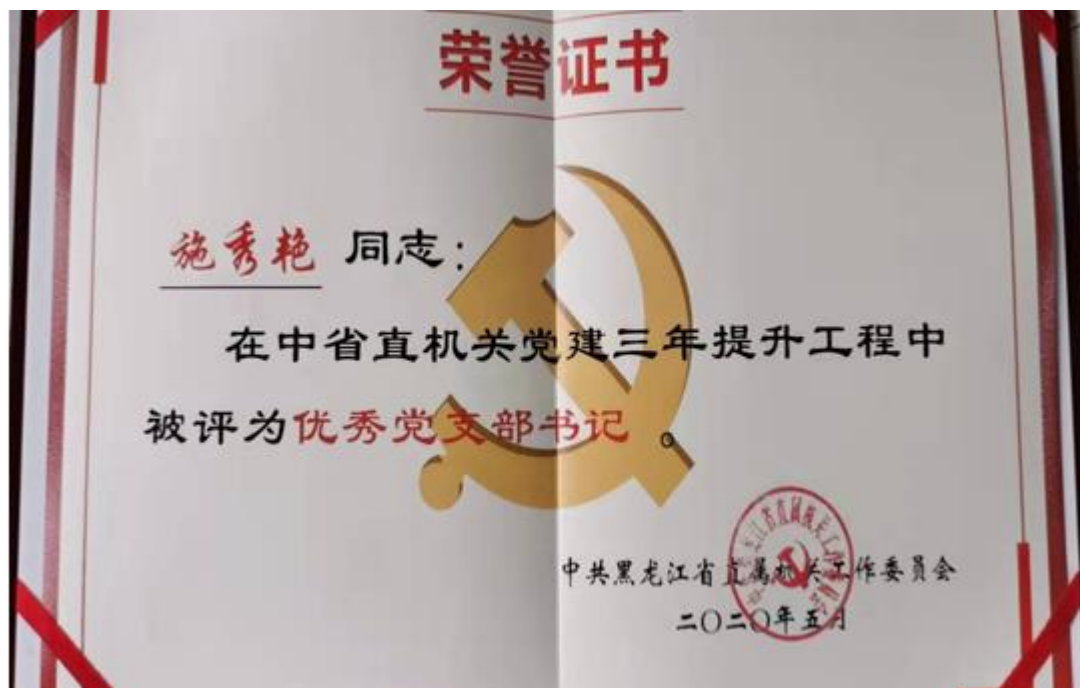 荣誉证书
施秀艳 同志：
在中省直机关党建三年提升工程中
被评为优秀党支部书记。
中共黑龙江省直属机关工作委员会
二〇二〇年五月